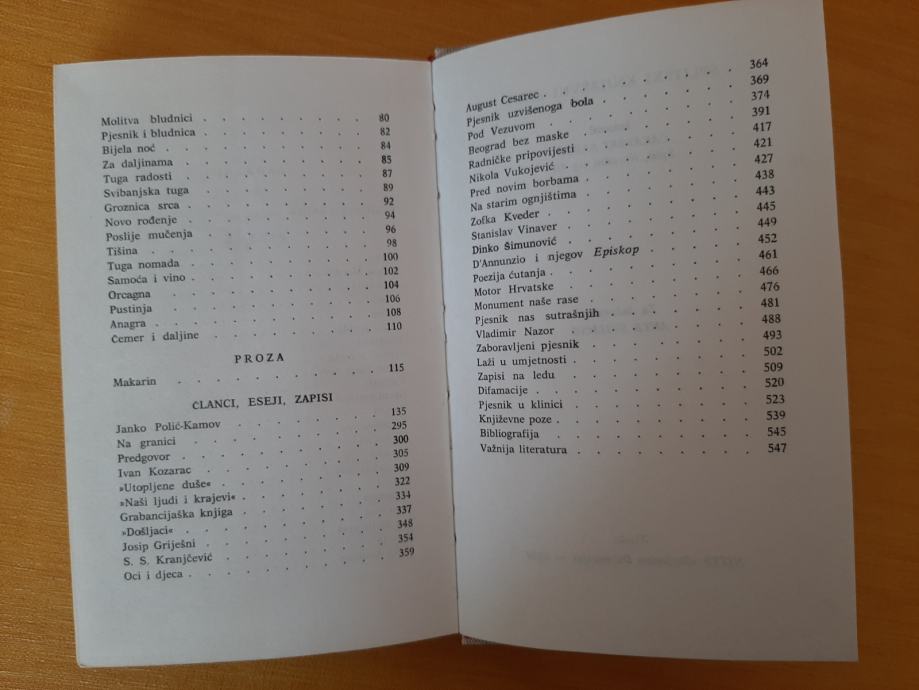 Molitva bludnici . . . . . . . . . 80
Pjesnik i bludnica . . . . . . . . . 82
Bijela noć . . . . . . . . . . 84
Za daljinama . . . . . . . . . 85
Tuga radosti . . . . . . . . . 87
Svibanjska tuga . . . . . . . . . 89
Groznica srca . . . . . . . . . 92
Novo rođenje . . . . . . . . . 94
Poslije mučenja . . . . . . . . . 96
Tišina . . . . . . . . . . 98
Tuga nomada . . . . . . . . . 100
Samoća i vino . . . . . . . . . 102
Orcagna . . . . . . . . . . 104
Pustinja . . . . . . . . . . 106
Anagra . . . . . . . . . . 108
Čemer i daljine . . . . . . . . . 110
PROZA
Makarin . . . . . . . . . . 115
ČLANCI, ESEJI, ZAPISI
Janko Polić-Kamov . . . . . . . . 135
Na granici . . . . . . . . . . 295
Predgovor . . . . . . . . . . 300
Ivan Kozarac . . . . . . . . . 305
»Utopljene duše« . . . . . . . . 309
»Naši ljudi i krajevi« . . . . . . . . 322
Grabancijaška knjiga . . . . . . . . 334
»Došljaci« . . . . . . . . . . 337
Josip Griješni . . . . . . . . . 348
S. S. Kranjčević . . . . . . . . . 354
Oci i djeca . . . . . . . . . . 359
August Cesarec . . . . . . . . . 364
Pjesnik uzvišenoga bola . . . . . . . 369
Pod Vezuvom . . . . . . . . . 374
Beograd bez maske . . . . . . . . 391
Radničke pripovijesti . . . . . . . . 417
Nikola Vukojević . . . . . . . . . 421
Pred novim borbama . . . . . . . . 427
Na starim ognjištima . . . . . . . . 438
Zofka Kveder . . . . . . . . . 443
Stanislav Vinaver . . . . . . . . . 445
Dinko Šimunović . . . . . . . . . 449
D'Annunzio i njegov Episkop . . . . . . 452
Poezija ćutanja . . . . . . . . . 461
Motor Hrvatske . . . . . . . . . 466
Monument naše rase . . . . . . . . 476
Pjesnik nas sutrašnjih . . . . . . . . 481
Vladimir Nazor . . . . . . . . . 488
Zaboravljeni pjesnik . . . . . . . . 493
Laži u umjetnosti . . . . . . . . . 502
Zapisi na ledu . . . . . . . . . 509
Difamacije . . . . . . . . . . 520
Pjesnik u klinici . . . . . . . . . 523
Književne poze . . . . . . . . . 539
Bibliografija . . . . . . . . . 545
Važnija literatura . . . . . . . . . 547